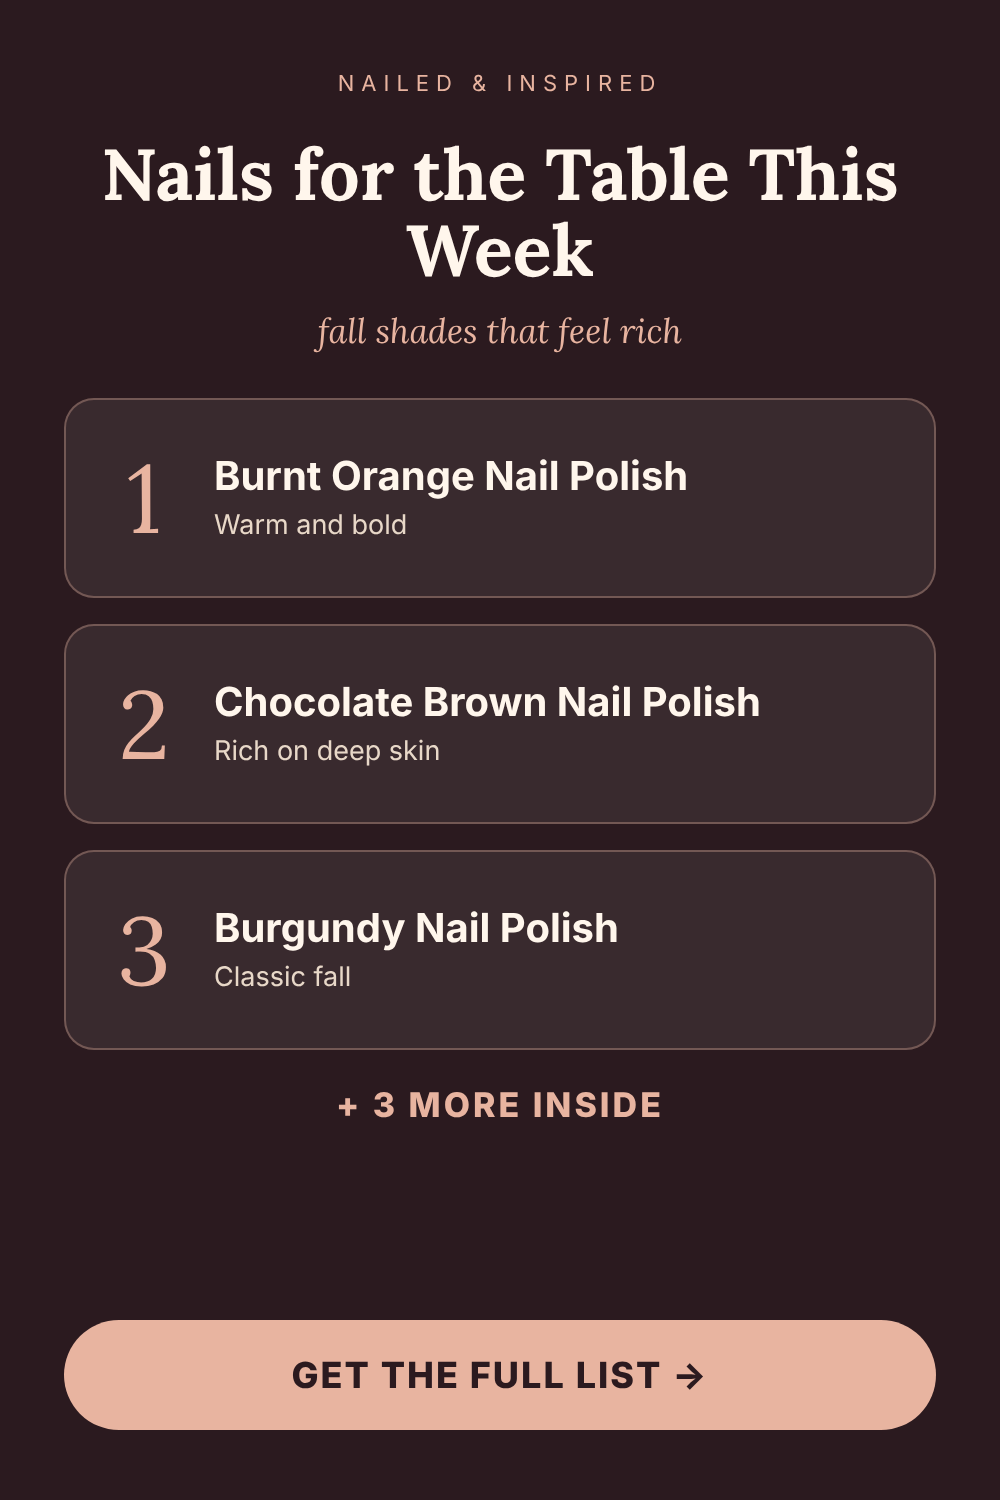 NAILED & INSPIRED
Nails for the Table This
Week
fall shades that feel rich
1
Burnt Orange Nail Polish
Warm and bold
2
Chocolate Brown Nail Polish
Rich on deep skin
3
Burgundy Nail Polish
Classic fall
+ 3 MORE INSIDE
GET THE FULL LIST →